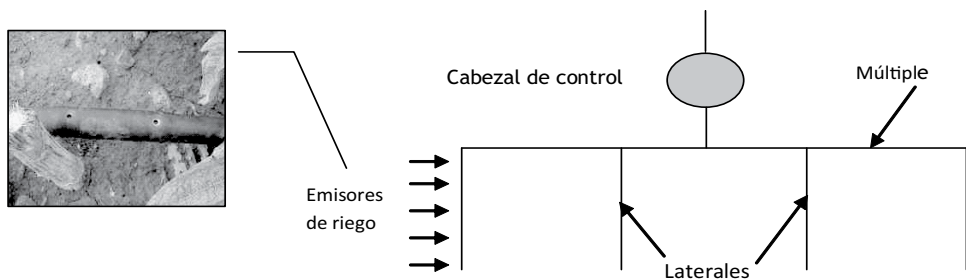 Cabezal de control
Múltiple
Emisores
de riego
Laterales